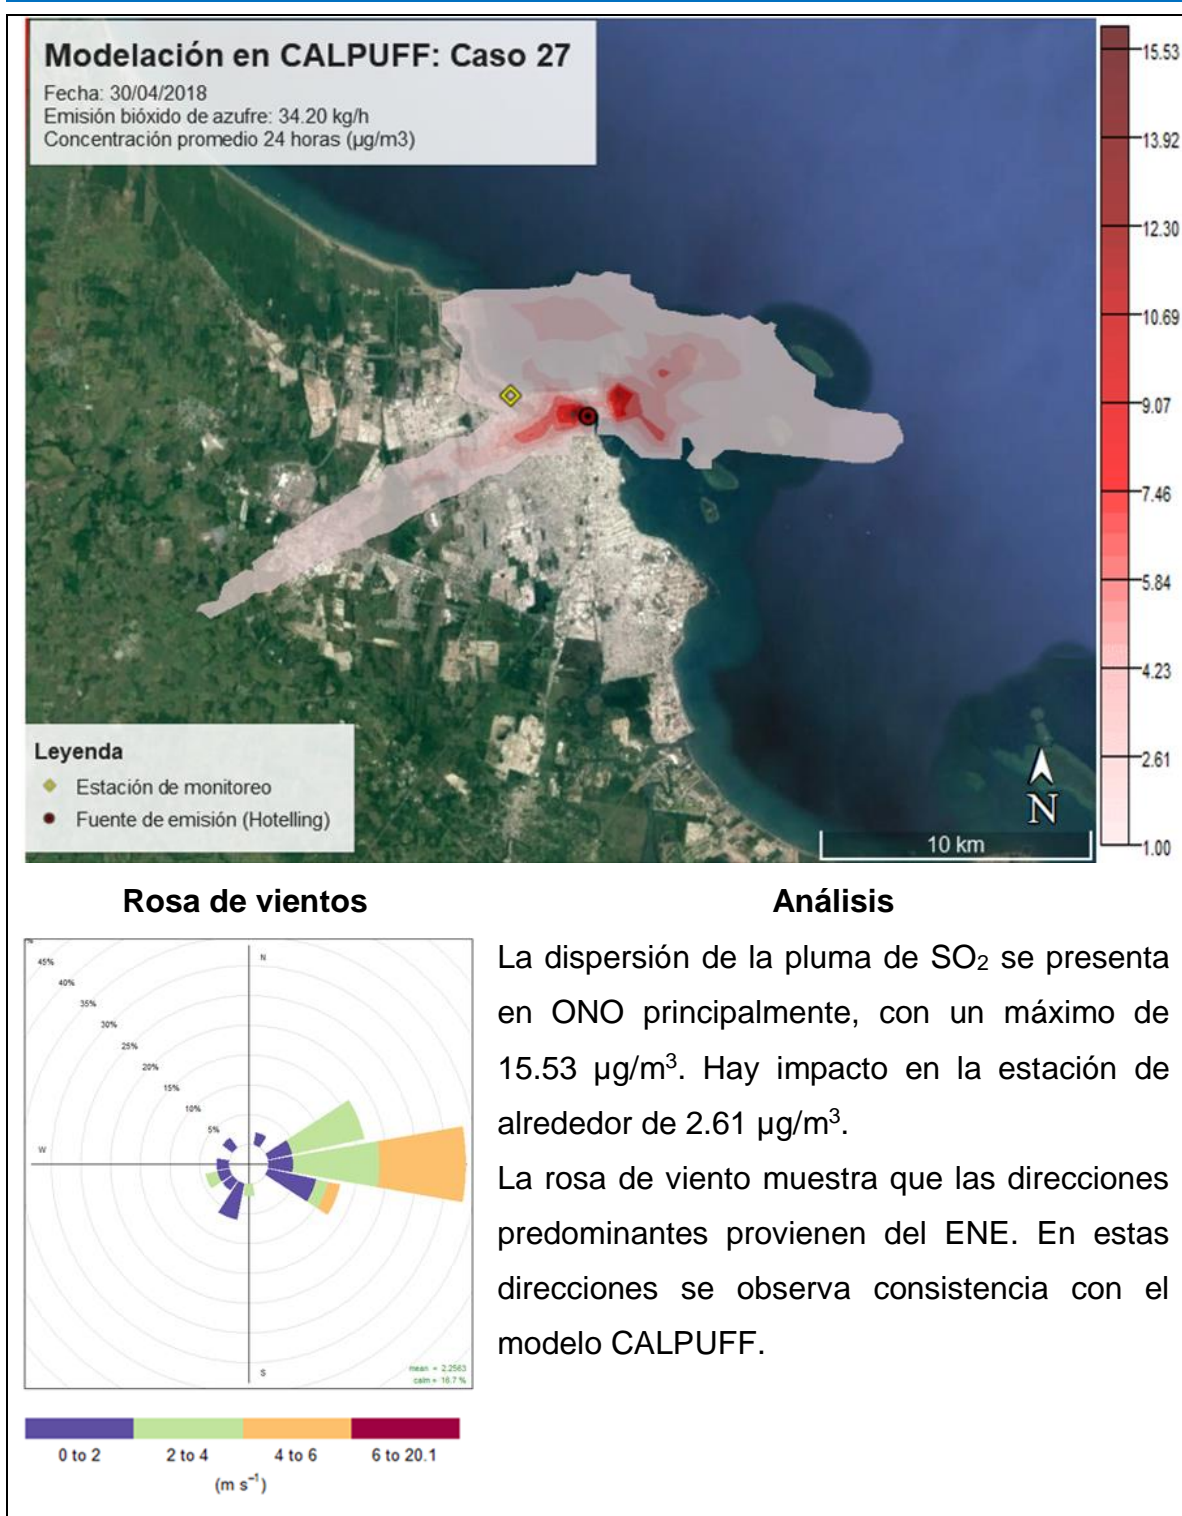 Modelación en CALPUFF: Caso 27
Fecha: 30/04/2018
Emisión bióxido de azufre: 34.20 kg/h
Concentración promedio 24 horas (µg/m3)
15.53
13.92
12.30
10.69
9.07
7.46
5.84
4.23
2.61
1.00
Leyenda
Estación de monitoreo
Fuente de emisión (Hotelling)
N
10 km
Rosa de vientos
45%
40%
35%
30%
25%
20%
15%
10%
5%
N
W
S
mean = 2.2563
calm = 16.7 %
0 to 2 2 to 4 4 to 6 6 to 20.1
(m s⁻¹)
Análisis
La dispersión de la pluma de SO₂ se presenta
en ONO principalmente, con un máximo de
15.53 µg/m³. Hay impacto en la estación de
alrededor de 2.61 µg/m³.
La rosa de viento muestra que las direcciones
predominantes provienen del ENE. En estas
direcciones se observa consistencia con el
modelo CALPUFF.